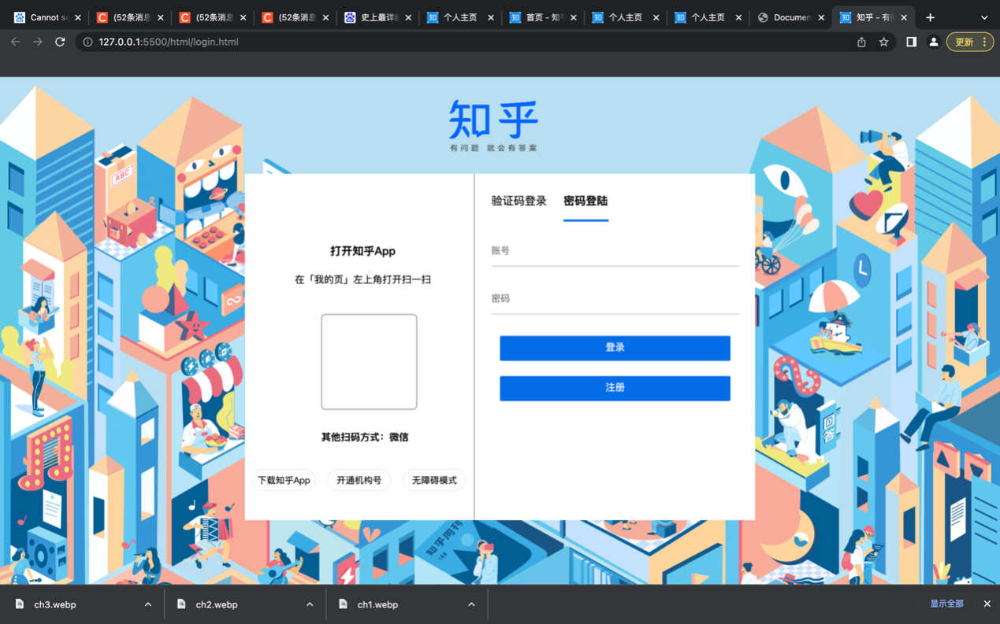 Cannot se
(52条消息
(52条消息
(52条消息
史上最详细
个人主页
首页 - 知乎
个人主页
个人主页
Documen
知乎 - 有问
127.0.0.1:5500/html/login.html
更新
知乎
有问题 就会有答案
ABC
验证码登录 密码登陆
打开知乎App
在「我的页」左上角打开扫一扫
账号
密码
登录
注册
其他扫码方式：微信
下载知乎App 开通机构号 无障碍模式
回答
知乎周刊
ch3.webp
ch2.webp
ch1.webp
显示全部